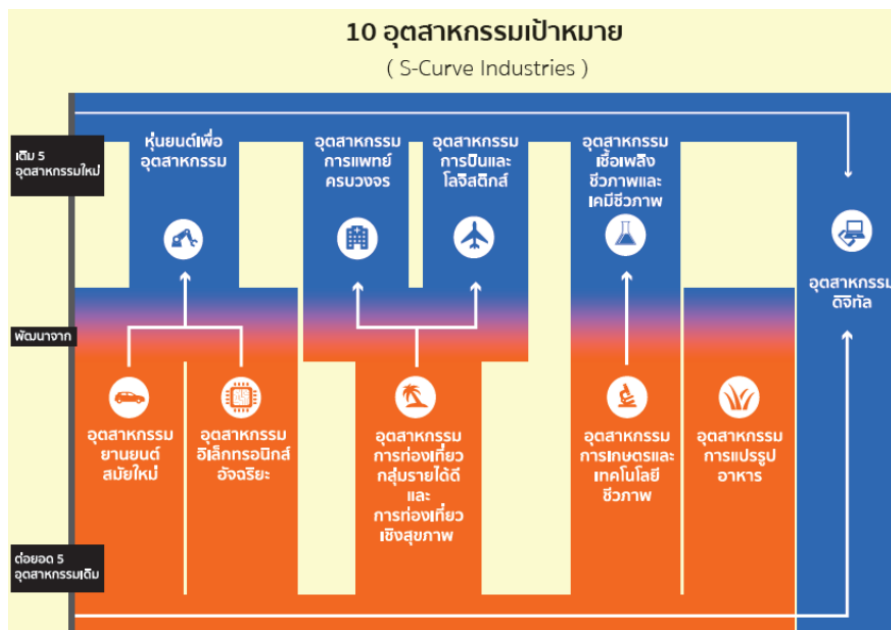 10 อุตสาหกรรมเป้าหมาย
( S-Curve Industries )
เติม 5
อุตสาหกรรมใหม่
หุ่นยนต์เพื่อ
อุตสาหกรรม
อุตสาหกรรม
การแพทย์
ครบวงจร
อุตสาหกรรม
การบินและ
โลจิสติกส์
อุตสาหกรรม
เชื้อเพลิง
ชีวภาพและ
เคมีชีวภาพ
อุตสาหกรรม
ดิจิทัล
พัฒนาจาก
อุตสาหกรรม
ยานยนต์
สมัยใหม่
อุตสาหกรรม
อิเล็กทรอนิกส์
อัจฉริยะ
อุตสาหกรรม
การท่องเที่ยว
กลุ่มรายได้ดี
และ
การท่องเที่ยว
เชิงสุขภาพ
อุตสาหกรรม
การเกษตรและ
เทคโนโลยี
ชีวภาพ
อุตสาหกรรม
การแปรรูป
อาหาร
ต่อยอด 5
อุตสาหกรรมเดิม